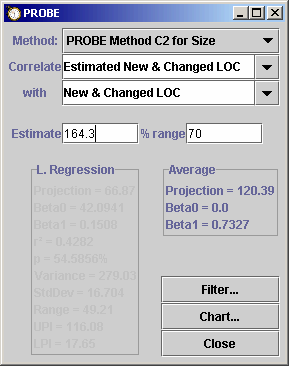 PROBE
Method: PROBE Method C2 for Size
Correlate Estimated New & Changed LOC
with New & Changed LOC
Estimate 164.3 % range 70
L. Regression
Projection = 66.87
Beta0 = 42.0941
Beta1 = 0.1508
r² = 0.4282
p = 54.5856%
Variance = 279.03
StdDev = 16.704
Range = 49.21
UPI = 116.08
LPI = 17.65
Average
Projection = 120.39
Beta0 = 0.0
Beta1 = 0.7327
Filter...
Chart...
Close